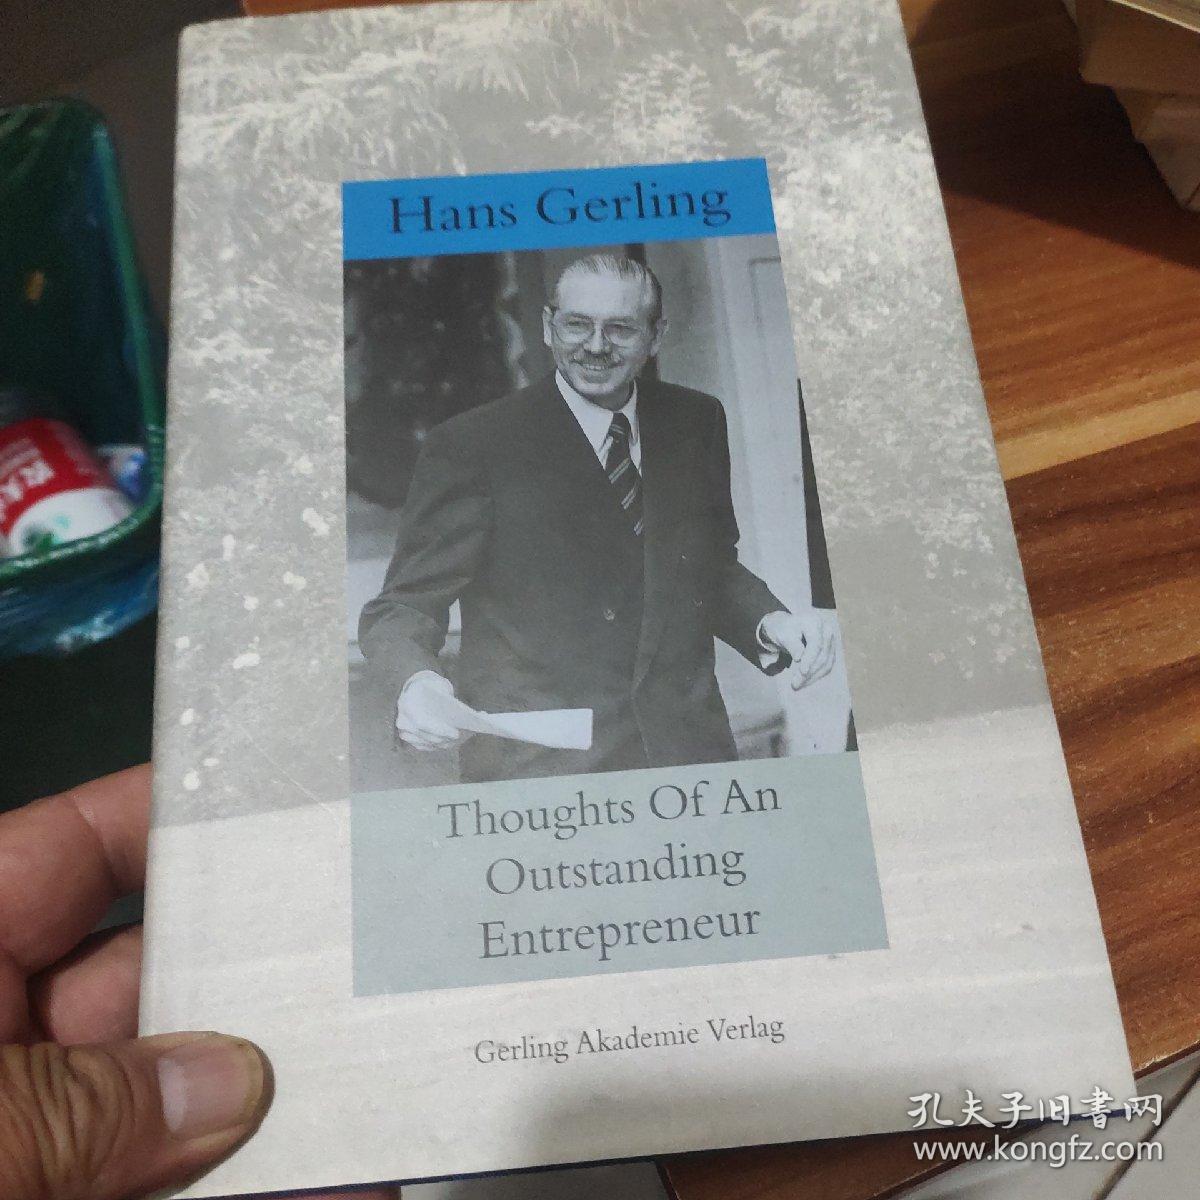 Hans Gerling
Thoughts Of An
Outstanding
Entrepreneur
Gerling Akademie Verlag
孔夫子旧书网
www.kongfz.com